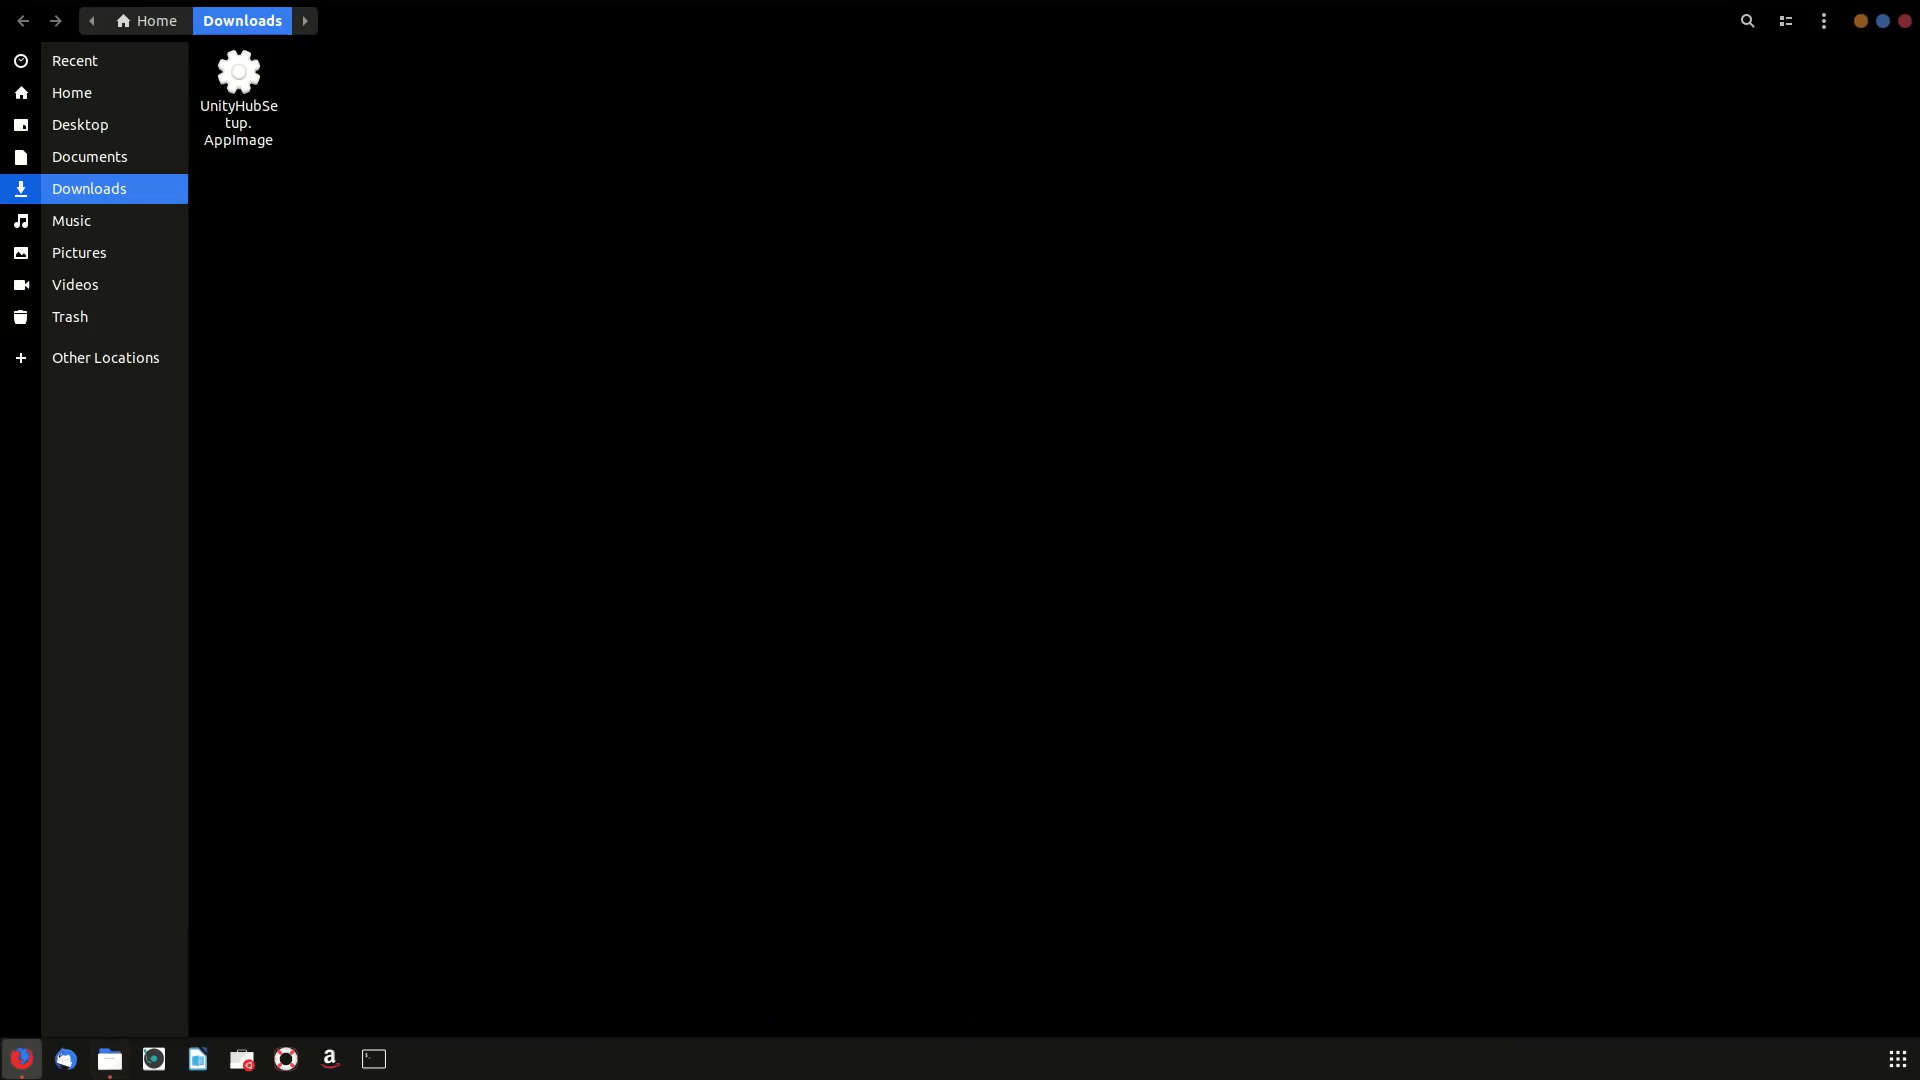 Home
Downloads
Recent
Home
Desktop
Documents
Downloads
Music
Pictures
Videos
Trash
Other Locations
UnityHubSe
tup.
AppImage